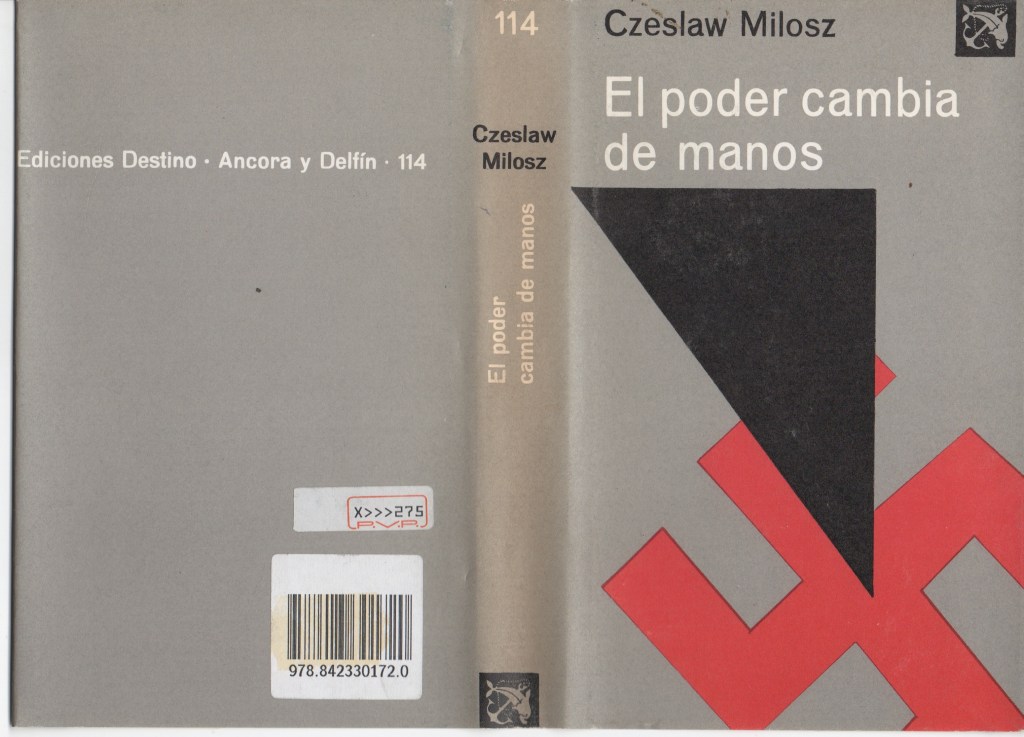 Ediciones Destino · Ancora y Delfín · 114
X>>>275
P.V.P.
978.842330172.0
114
Czeslaw
Milosz
El poder
cambia de manos
Czeslaw Milosz
El poder cambia
de manos